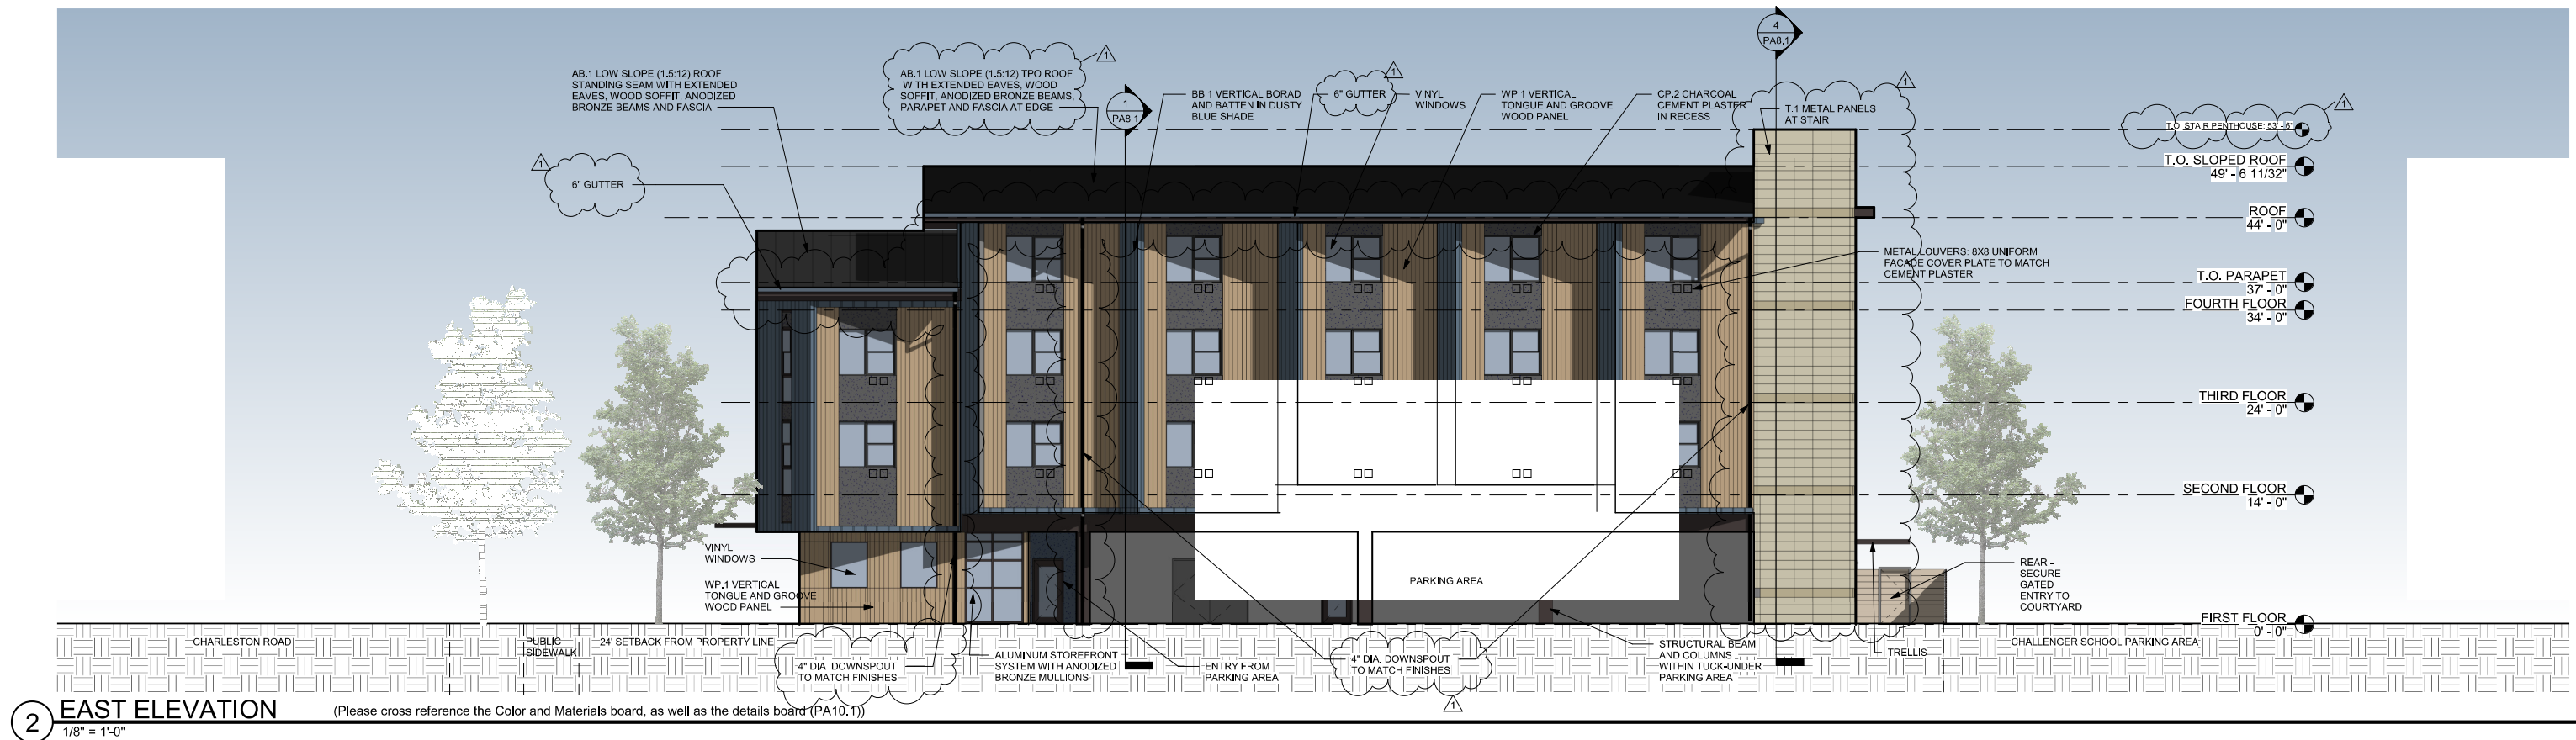 4
PA8.1
AB.1 LOW SLOPE (1.5:12) ROOF
STANDING SEAM WITH EXTENDED
EAVES, WOOD SOFFIT, ANODIZED
BRONZE BEAMS AND FASCIA
AB.1 LOW SLOPE (1.5:12) TPO ROOF
WITH EXTENDED EAVES, WOOD
SOFFIT, ANODIZED BRONZE BEAMS,
PARAPET AND FASCIA AT EDGE
1
1
PA8.1
BB.1 VERTICAL BORAD
AND BATTEN IN DUSTY
BLUE SHADE
6" GUTTER
1
VINYL
WINDOWS
WP.1 VERTICAL
TONGUE AND GROOVE
WOOD PANEL
CP.2 CHARCOAL
CEMENT PLASTER
IN RECESS
T.1 METAL PANELS
AT STAIR
1
1
T.O. STAIR PENTHOUSE: 53' - 6"
T.O. SLOPED ROOF
49' - 6 11/32"
1
6" GUTTER
ROOF
44' - 0"
METAL LOUVERS: 8X8 UNIFORM
FACADE COVER PLATE TO MATCH
CEMENT PLASTER
T.O. PARAPET
37' - 0"
FOURTH FLOOR
34' - 0"
THIRD FLOOR
24' - 0"
SECOND FLOOR
14' - 0"
VINYL
WINDOWS
WP.1 VERTICAL
TONGUE AND GROOVE
WOOD PANEL
PARKING AREA
REAR -
SECURE
GATED
ENTRY TO
COURTYARD
FIRST FLOOR
0' - 0"
CHARLESTON ROAD
PUBLIC
SIDEWALK
24' SETBACK FROM PROPERTY LINE
4" DIA. DOWNSPOUT
TO MATCH FINISHES
ALUMINUM STOREFRONT
SYSTEM WITH ANODIZED
BRONZE MULLIONS
ENTRY FROM
PARKING AREA
4" DIA. DOWNSPOUT
TO MATCH FINISHES
1
STRUCTURAL BEAM
AND COLUMNS
WITHIN TUCK-UNDER
PARKING AREA
TRELLIS
CHALLENGER SCHOOL PARKING AREA
2
EAST ELEVATION
(Please cross reference the Color and Materials board, as well as the details board (PA10.1))
1/8" = 1'-0"